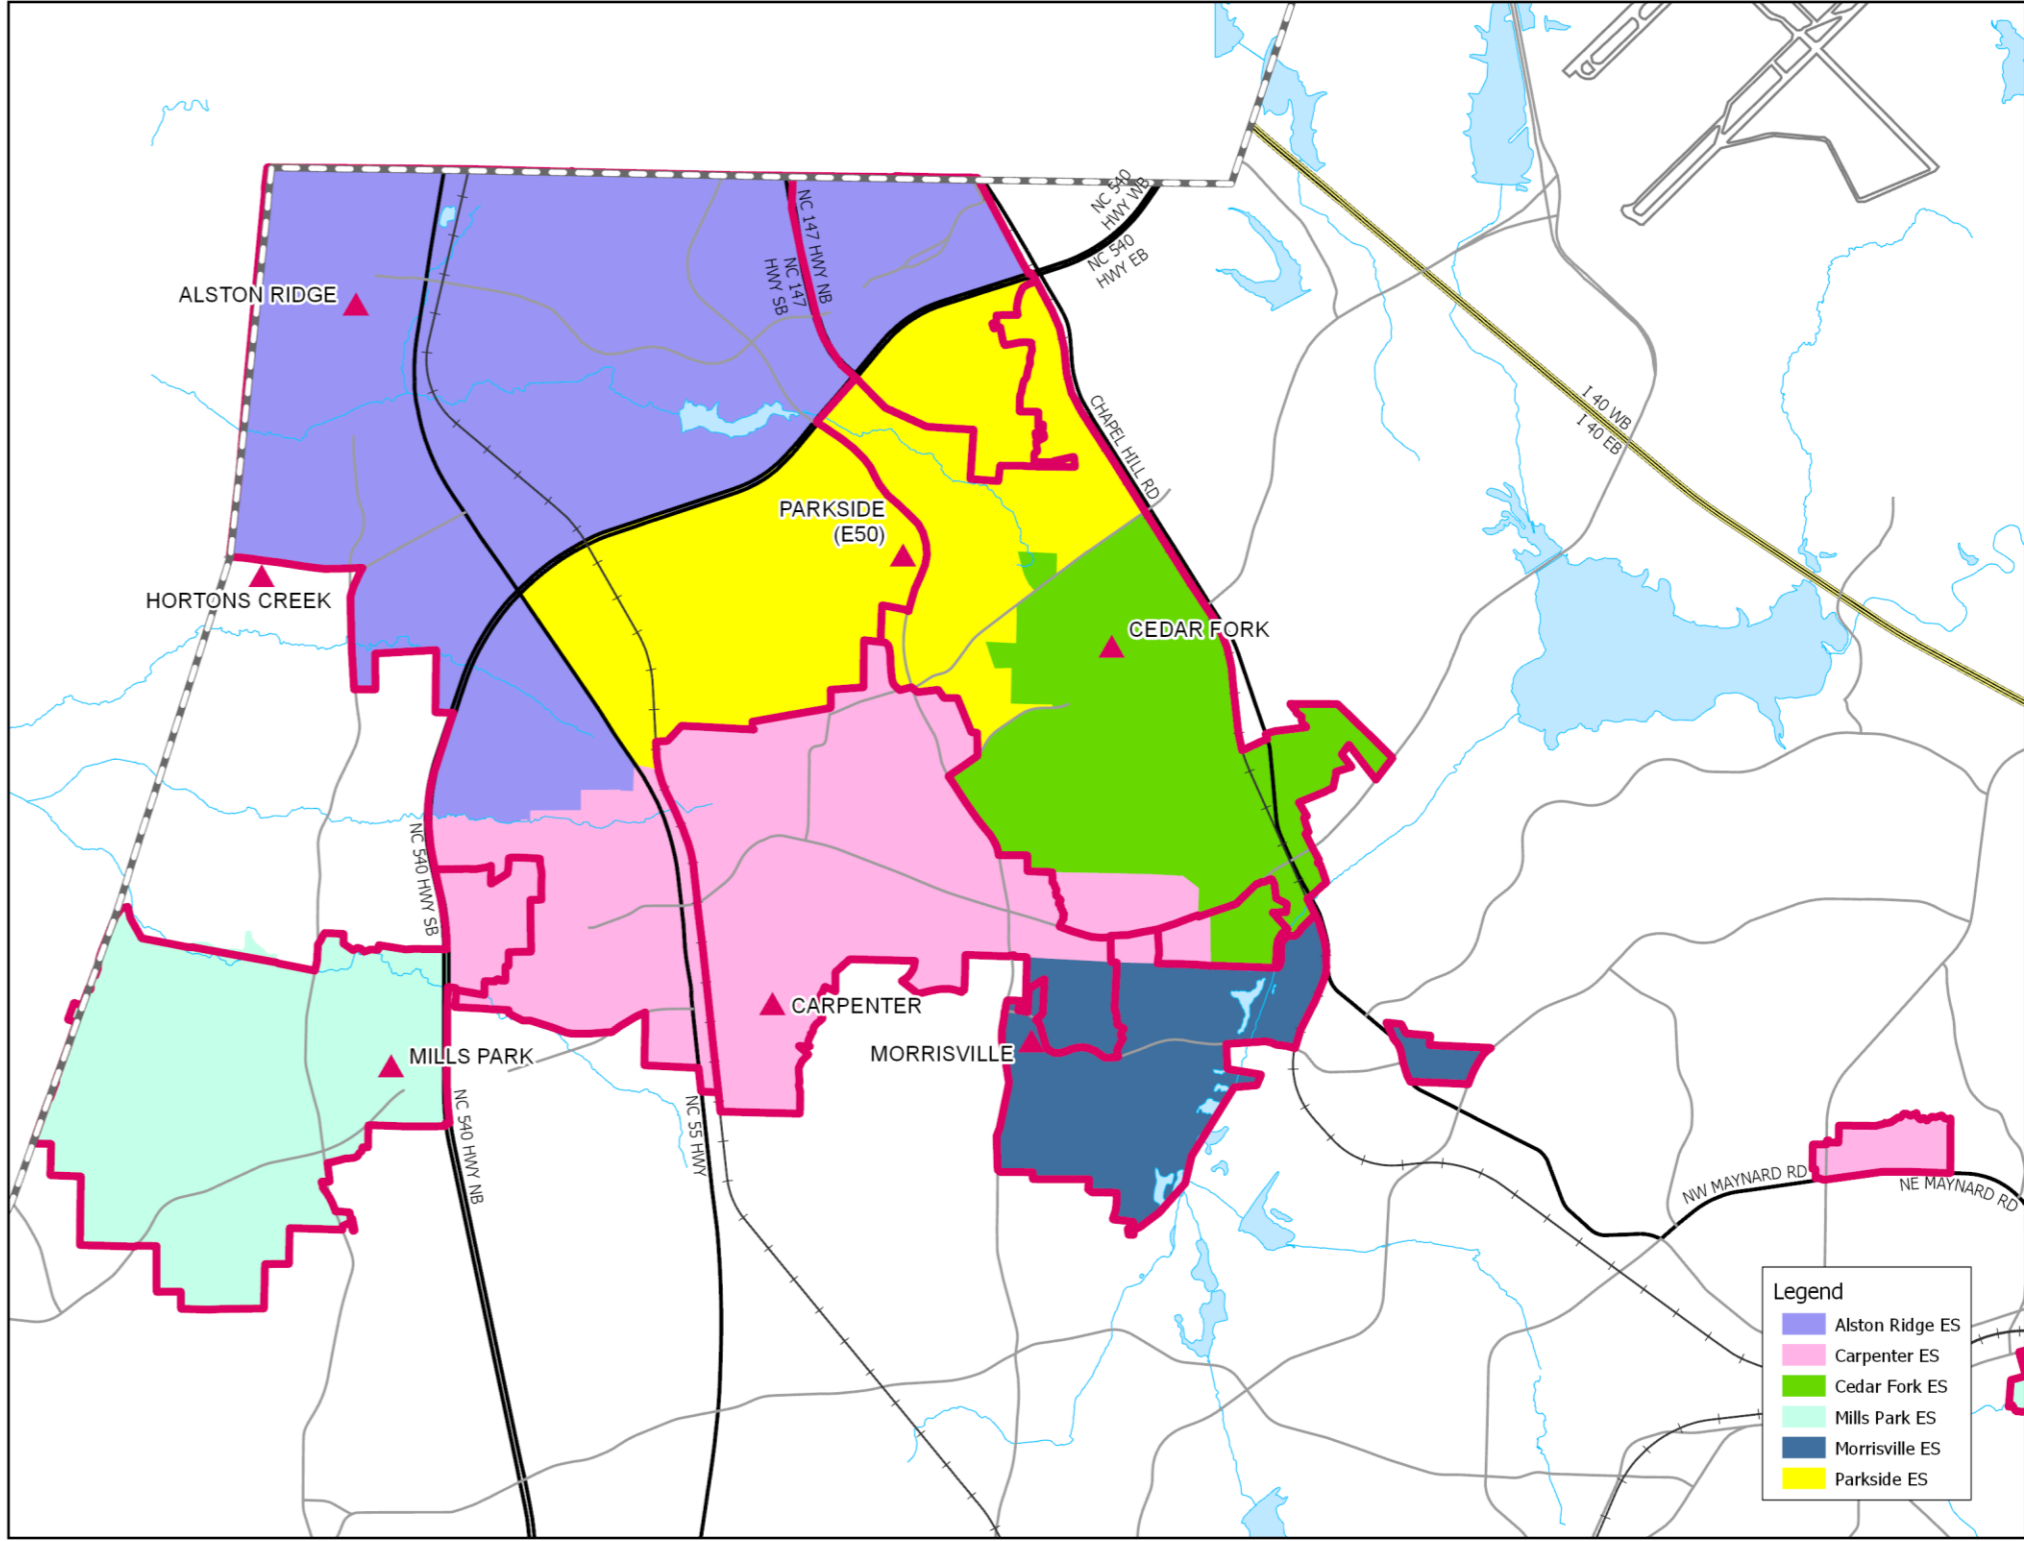 NC 540
HWY WB
NC 540
HWY EB
NC 147 HWY NB
NC 147
HWY SB
ALSTON RIDGE
I 40 WB
I 40 EB
CHAPEL HILL RD
PARKSIDE
(E50)
HORTONS CREEK
CEDAR FORK
NC 540 HWY SB
CARPENTER
MORRISVILLE
MILLS PARK
NC 540 HWY NB
NC 55 HWY
NW MAYNARD RD
NE MAYNARD RD
Legend
Alston Ridge ES
Carpenter ES
Cedar Fork ES
Mills Park ES
Morrisville ES
Parkside ES